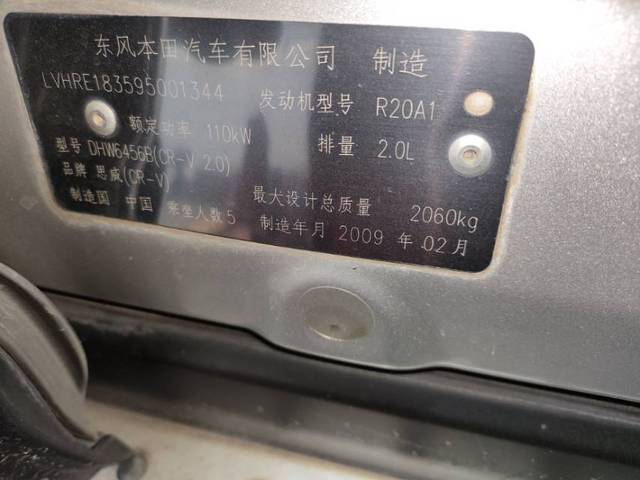 东风本田汽车有限公司 制造
LVHRE183595001344 发动机型号 R20A1
额定功率 110kW 排量 2.0L
型号 DHW6456B(CR-V 2.0)
品牌 思威(CR-V) 最大设计总质量 2060kg
制造国 中国 乘坐人数 5 制造年月 2009 年 02 月